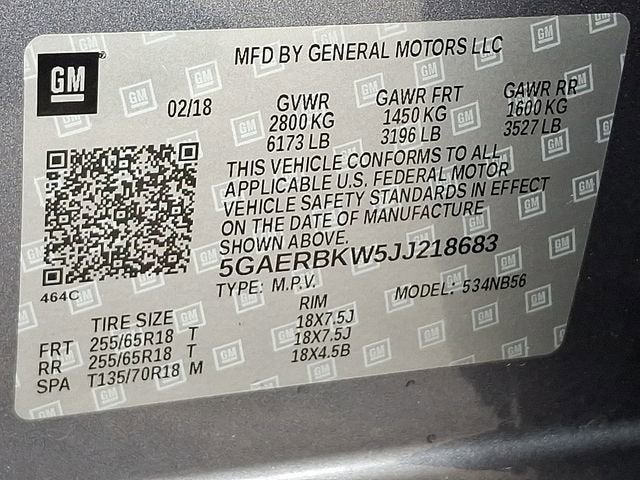 GM
MFD BY GENERAL MOTORS LLC
02/18 GVWR GAWR FRT GAWR RR
2800 KG 1450 KG 1600 KG
6173 LB 3196 LB 3527 LB
THIS VEHICLE CONFORMS TO ALL
APPLICABLE U.S. FEDERAL MOTOR
VEHICLE SAFETY STANDARDS IN EFFECT
ON THE DATE OF MANUFACTURE
SHOWN ABOVE.
5GAERBKW5JJ218683
464C
TYPE: M.P.V. MODEL: 534NB56
TIRE SIZE RIM
FRT 255/65R18 T 18X7.5J
RR 255/65R18 T 18X7.5J
SPA T135/70R18 M 18X4.5B